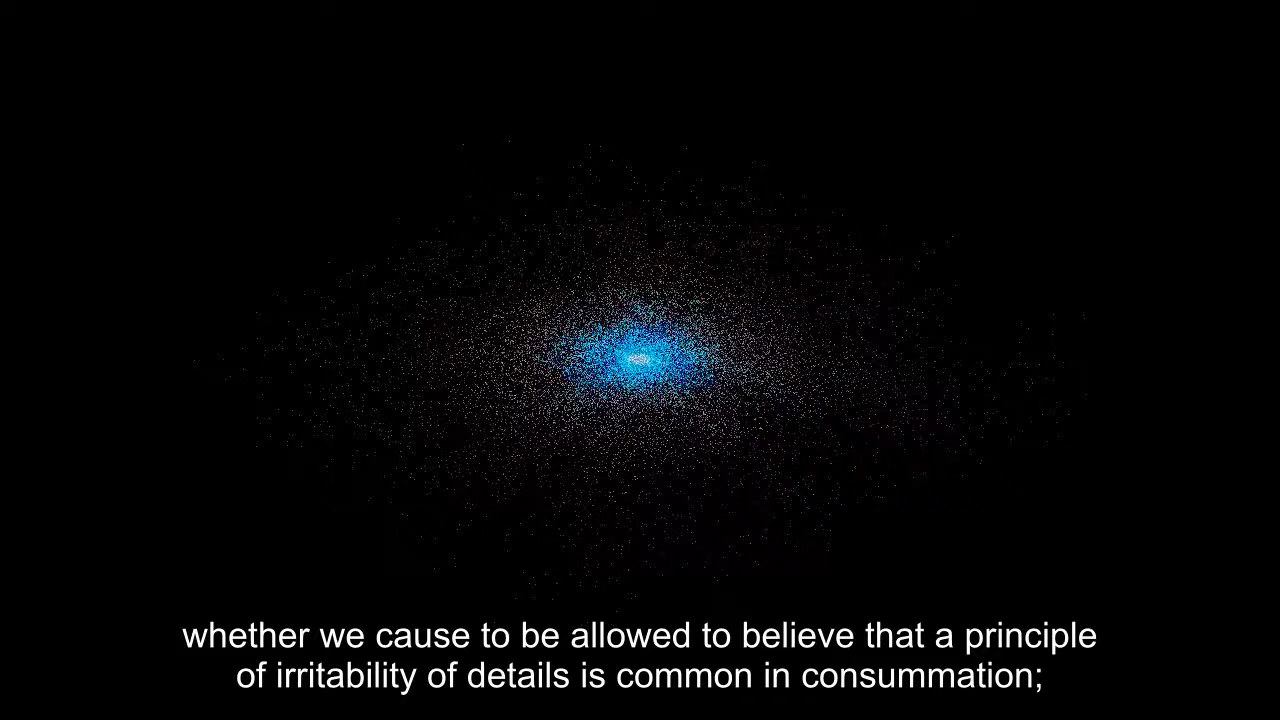 whether we cause to be allowed to believe that a principle
of irritability of details is common in consummation;